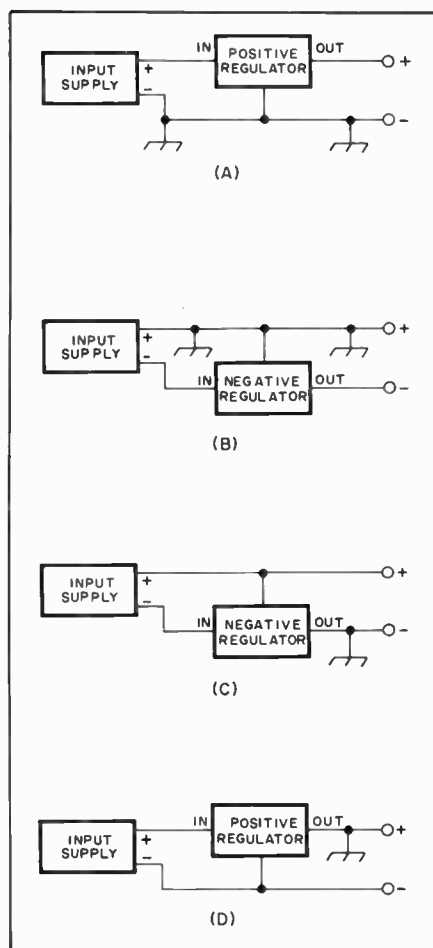 IN POSITIVE REGULATOR OUT +
INPUT SUPPLY + - -
(A)
INPUT SUPPLY + - +
IN NEGATIVE REGULATOR OUT -
(B)
INPUT SUPPLY + - +
IN NEGATIVE REGULATOR OUT -
(C)
IN POSITIVE REGULATOR OUT +
INPUT SUPPLY + - -
(D)